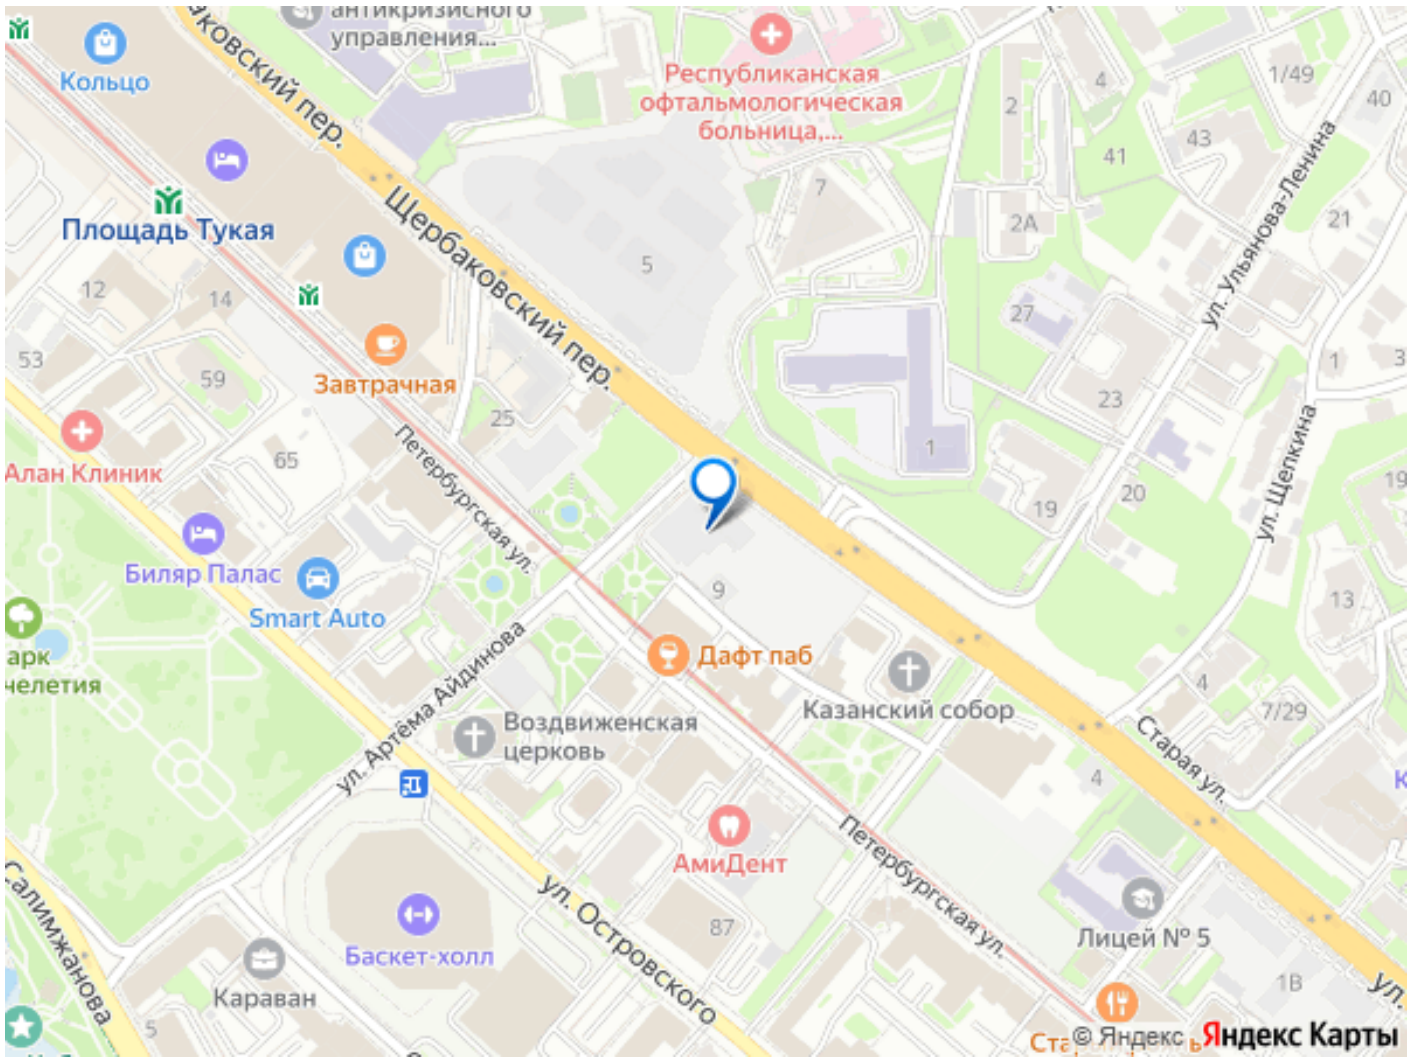 антикризисного
управления...
Кольцо
аковский пер.
Республиканская
офтальмологическая
больница,...
4
1/49
2
40
43
41
7
Площадь Тукая
Щербаковский пер.
5
2А
21
ул. Ульянова-Ленина
12
14
27
53
59
Завтрачная
1
3
23
25
Алан Клиник
65
Петербургская ул.
1
19
20
ул. Щепкина
19
Биляр Палас
Smart Auto
9
13
арк
челетия
ул. Артёма Айдинова
Дафт паб
4
7/29
Воздвиженская
церковь
Казанский собор
Старая ул.
4
К
АмиДент
Петербургская ул.
Салимжанова
ул. Островского
87
Баскет-холл
Лицей № 5
Караван
5
1В
ул.
© Яндекс Яндекс Карты